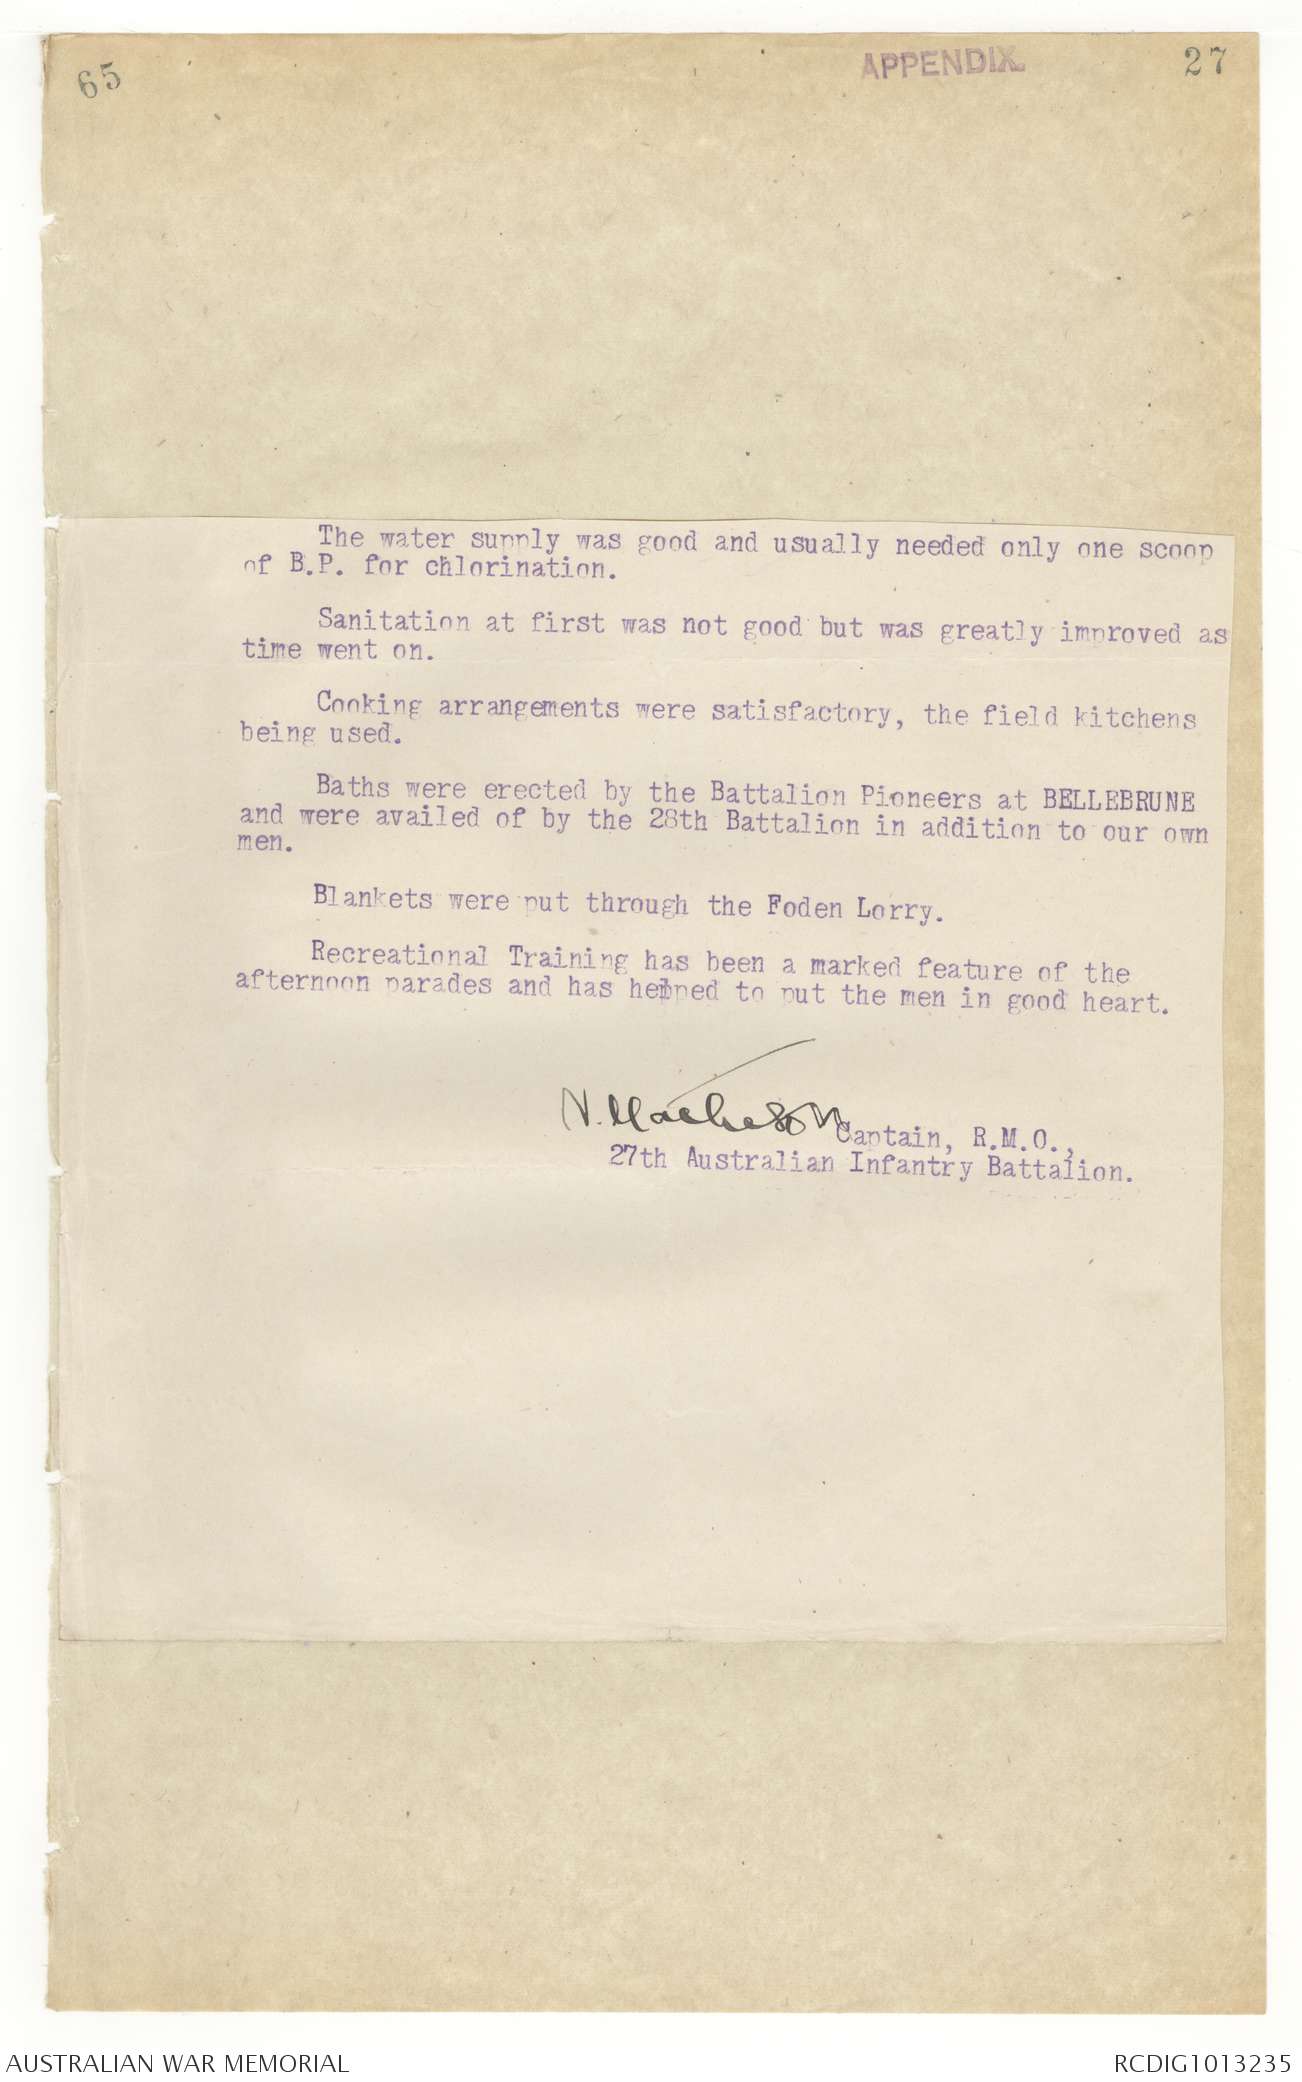 65
APPENDIX.
27
The water supply was good and usually needed only one scoop
of B.P. for chlorination.
Sanitation at first was not good but was greatly improved as
time went on.
Cooking arrangements were satisfactory, the field kitchens
being used.
Baths were erected by the Battalion Pioneers at BELLEBRUNE
and were availed of by the 28th Battalion in addition to our own
men.
Blankets were put through the Foden Lorry.
Recreational Training has been a marked feature of the
afternoon parades and has helped to put the men in good heart.
N. Matheson
Captain, R.M.O.,
27th Australian Infantry Battalion.
AUSTRALIAN WAR MEMORIAL
RCDIG1013235